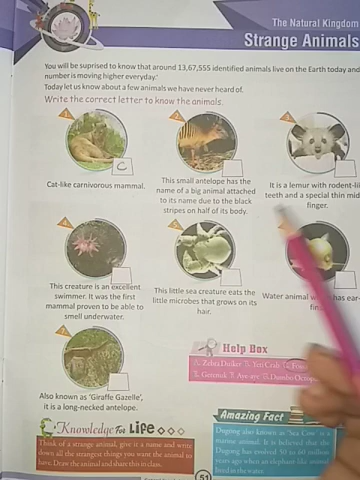 The Natural Kingdom
Strange Animals
You will be suprised to know that around 13,67,555 identified animals live on the Earth today and
number is moving higher everyday.
Today let us know about a few animals we have never heard of.
Write the correct letter to know the animals.
1
2
3
C
Cat-like carnivorous mammal.
This small antelope has the
name of a big animal attached
to its name due to the black
stripes on half of its body.
It is a lemur with rodent-li
teeth and a special thin mid
finger.
4
5
This creature is an excellent
swimmer. It was the first
mammal proven to be able to
smell underwater.
This little sea creature eats the
little microbes that grows on its
hair.
Water animal has ear-
7
Also known as 'Giraffe Gazelle',
it is a long-necked antelope.
Help Box
A. Zebra Duiker B. Yeti Crab C.
E. Gerenuk F. Aye-aye G. Dumbo
Knowledge For Life
Think of a strange animal, give it a name and write
down all the strangest things you want the animal to
have. Draw the animal and share this in class.
Amazing Fact
Dugong also known as 'Sea Cow' is a
marine animal. It is believed that the
Dugong has evolved 50 to 60 million
years ago when an elephant like animal
lived in the water.
51